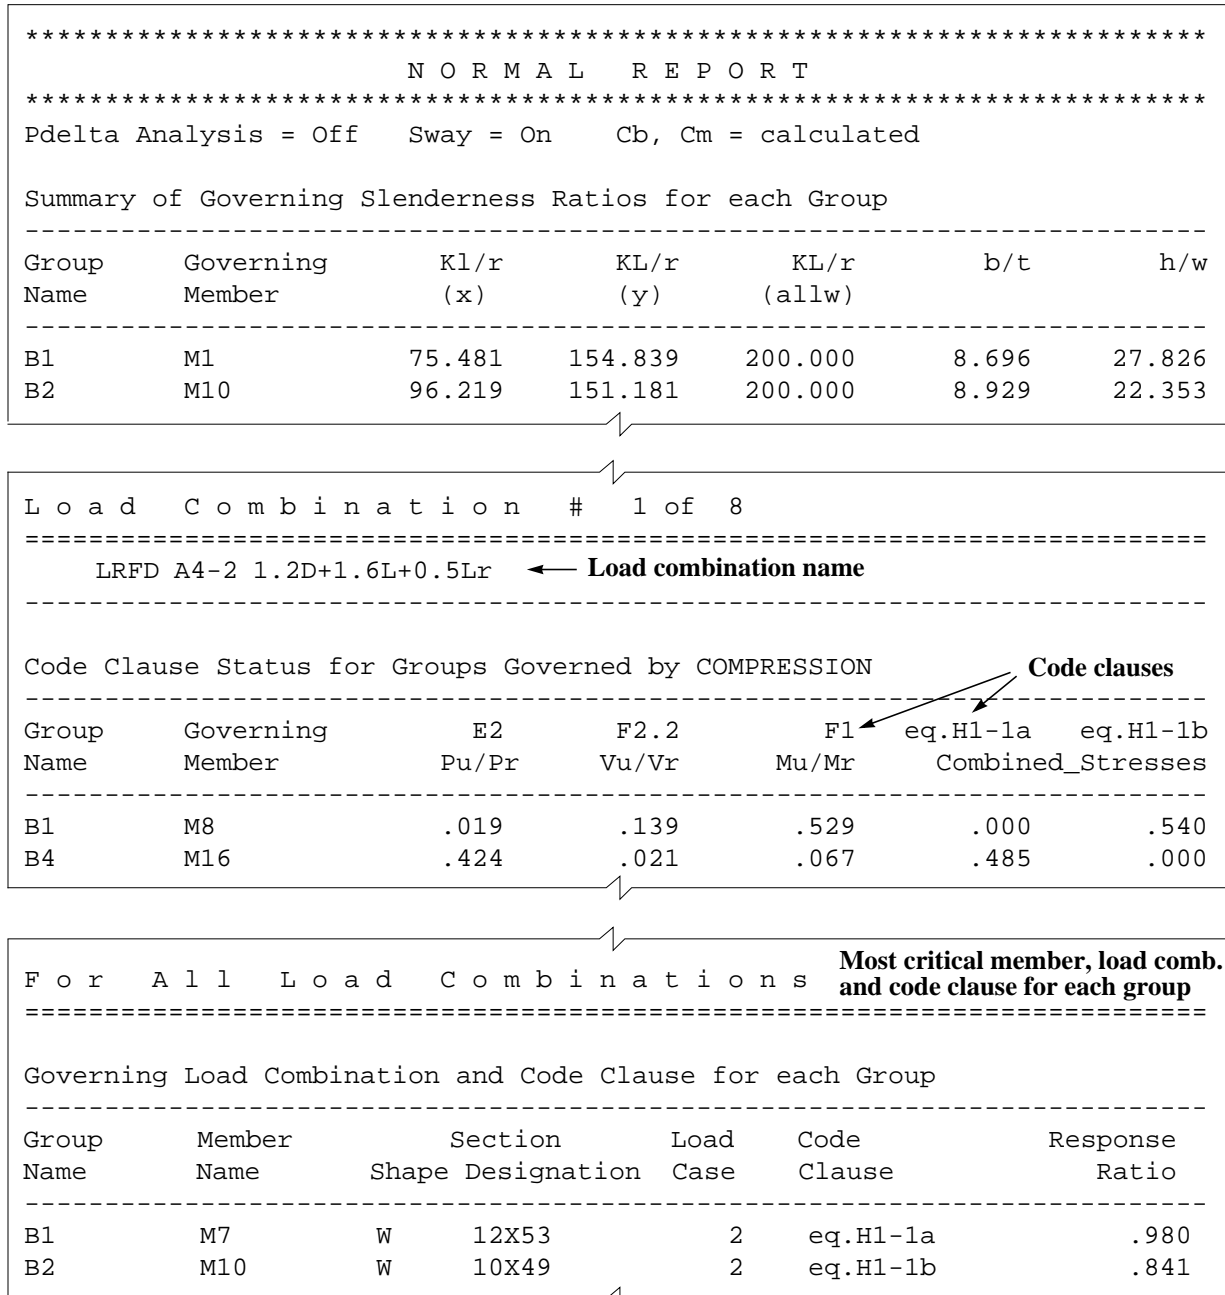 **************************************************************************
N O R M A L   R E P O R T
**************************************************************************
Pdelta Analysis = Off   Sway = On   Cb, Cm = calculated
Summary of Governing Slenderness Ratios for each Group
--------------------------------------------------------------------------
Group Governing Kl/r KL/r KL/r b/t h/w
Name Member (x) (y) (allw)
--------------------------------------------------------------------------
B1 M1 75.481 154.839 200.000 8.696 27.826
B2 M10 96.219 151.181 200.000 8.929 22.353
L o a d   C o m b i n a t i o n   #   1 of 8
==========================================================================
LRFD A4-2 1.2D+1.6L+0.5Lr Load combination name
--------------------------------------------------------------------------
Code Clause Status for Groups Governed by COMPRESSION Code clauses
--------------------------------------------------------------------------
Group Governing E2 F2.2 F1 eq.H1-1a eq.H1-1b
Name Member Pu/Pr Vu/Vr Mu/Mr Combined_Stresses
--------------------------------------------------------------------------
B1 M8 .019 .139 .529 .000 .540
B4 M16 .424 .021 .067 .485 .000
F o r   A l l   L o a d   C o m b i n a t i o n s
Most critical member, load comb.
and code clause for each group
==========================================================================
Governing Load Combination and Code Clause for each Group
--------------------------------------------------------------------------
Group Member Section Load Code Response
Name Name Shape Designation Case Clause Ratio
--------------------------------------------------------------------------
B1 M7 W 12X53 2 eq.H1-1a .980
B2 M10 W 10X49 2 eq.H1-1b .841